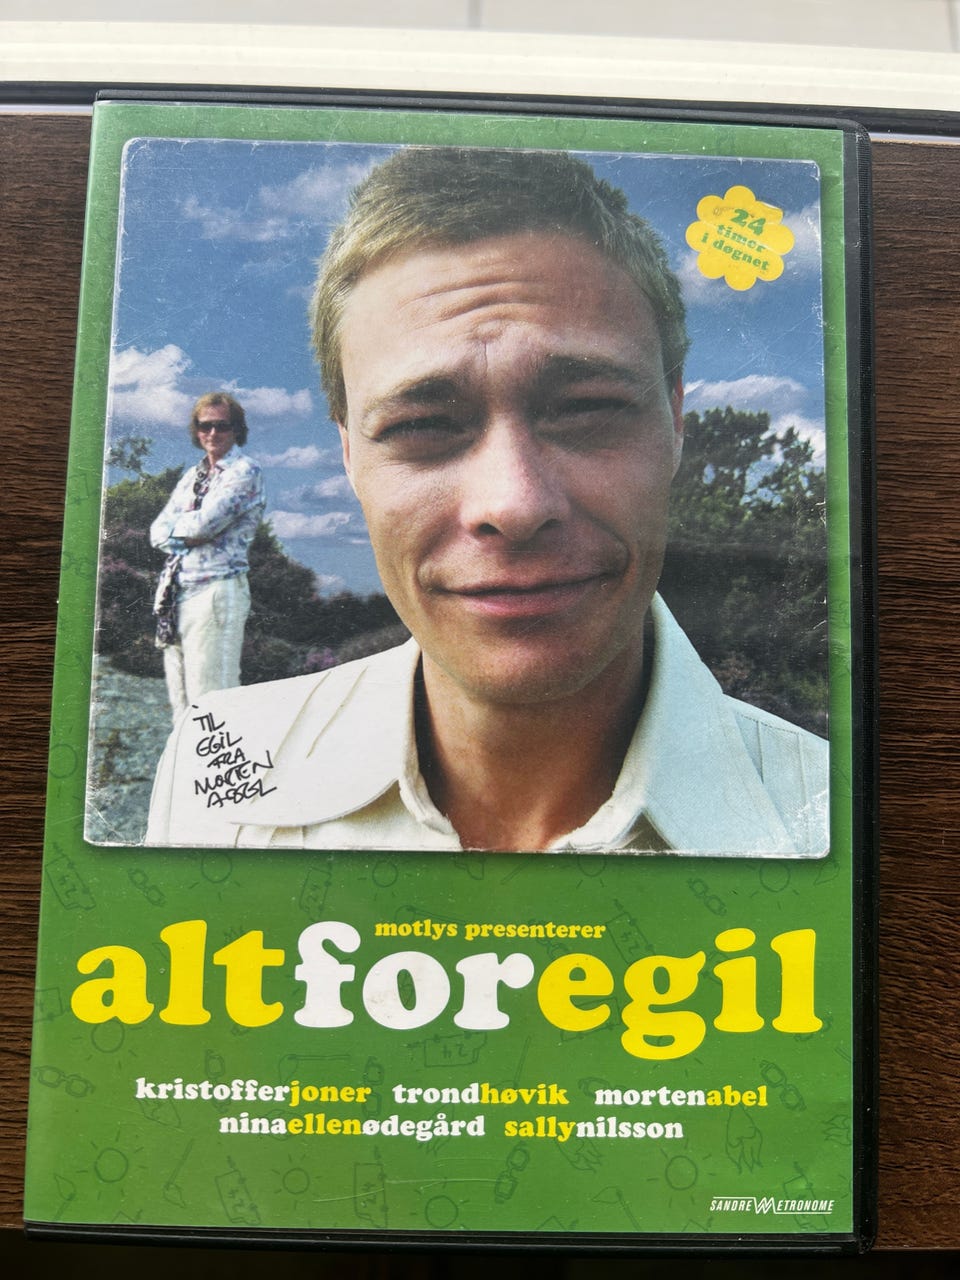 24
timer
i døgnet
TIL
EGIL
FRA
MORTEN
ABEL
motlys presenterer
altforegil
kristofferjoner trondhøvik mortenabel
ninaellenødegård sallynilsson
SANDREW METRONOME